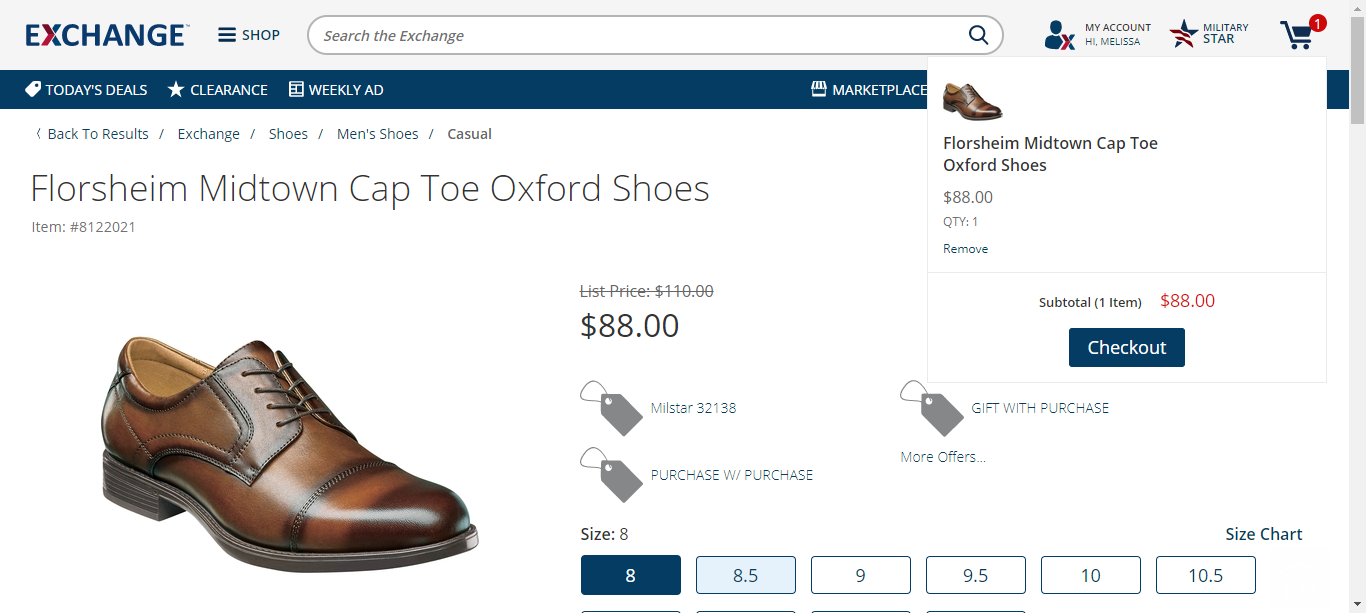 EXCHANGE
SHOP
Search the Exchange
MY ACCOUNT
HI, MELISSA
MILITARY
STAR
1
TODAY'S DEALS
CLEARANCE
WEEKLY AD
MARKETPLACE
Back To Results / Exchange / Shoes / Men's Shoes / Casual
Florsheim Midtown Cap Toe Oxford Shoes
Item: #8122021
Florsheim Midtown Cap Toe
Oxford Shoes
$88.00
QTY: 1
Remove
Subtotal (1 Item) $88.00
Checkout
List Price: $110.00
$88.00
Milstar 32138
GIFT WITH PURCHASE
More Offers...
PURCHASE W/ PURCHASE
Size: 8
Size Chart
8
8.5
9
9.5
10
10.5